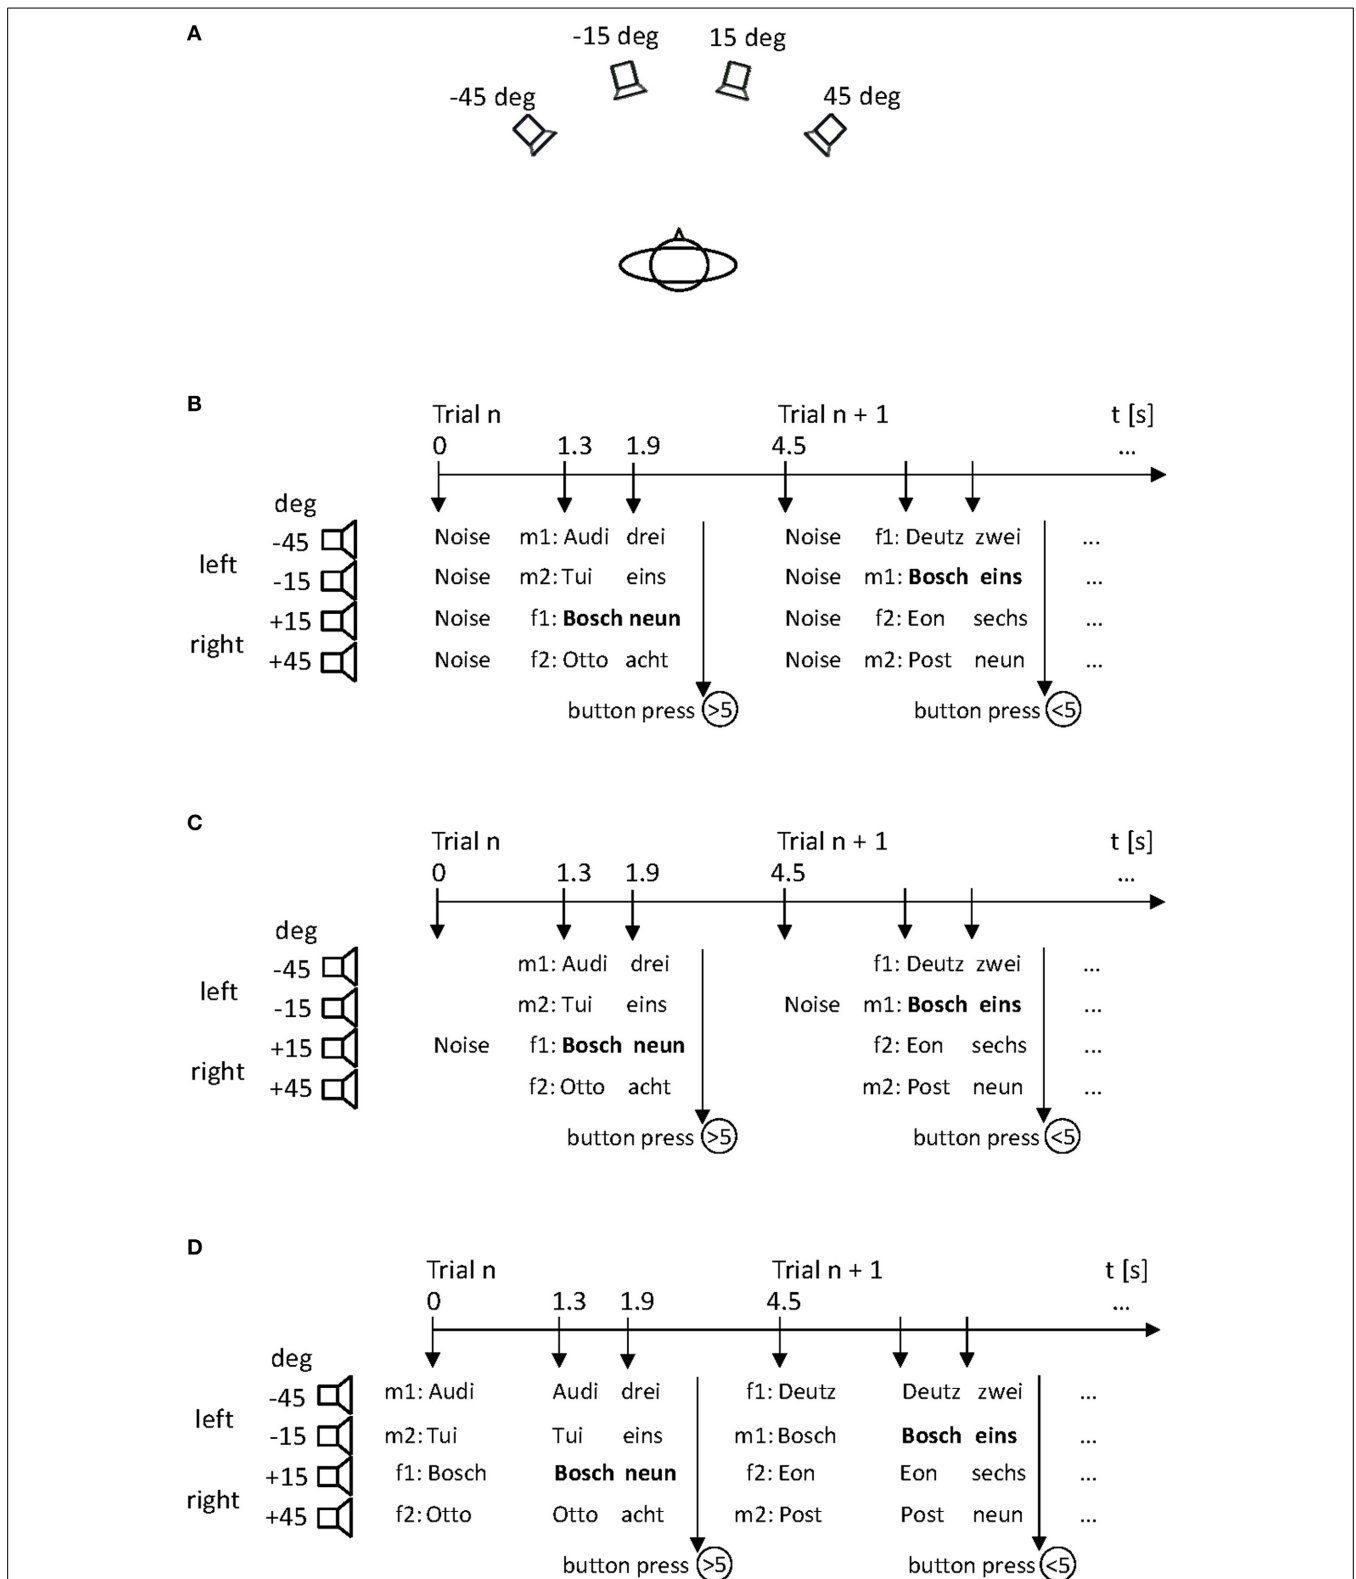 A
-15 deg 15 deg
-45 deg 45 deg
B
Trial n Trial n + 1 t [s]
0 1.3 1.9 4.5 ...
deg
left
right
-45 Noise m1: Audi drei Noise f1: Deutz zwei ...
-15 Noise m2: Tui eins Noise m1: Bosch eins ...
+15 Noise f1: Bosch neun Noise f2: Eon sechs ...
+45 Noise f2: Otto acht Noise m2: Post neun ...
button press >5 button press <5
C
Trial n Trial n + 1 t [s]
0 1.3 1.9 4.5 ...
deg
left
right
-45 m1: Audi drei f1: Deutz zwei ...
-15 m2: Tui eins Noise m1: Bosch eins ...
+15 Noise f1: Bosch neun f2: Eon sechs ...
+45 f2: Otto acht m2: Post neun ...
button press >5 button press <5
D
Trial n Trial n + 1 t [s]
0 1.3 1.9 4.5 ...
deg
left
right
-45 m1: Audi Audi drei f1: Deutz Deutz zwei ...
-15 m2: Tui Tui eins m1: Bosch Bosch eins ...
+15 f1: Bosch Bosch neun f2: Eon Eon sechs ...
+45 f2: Otto Otto acht m2: Post Post neun ...
button press >5 button press <5